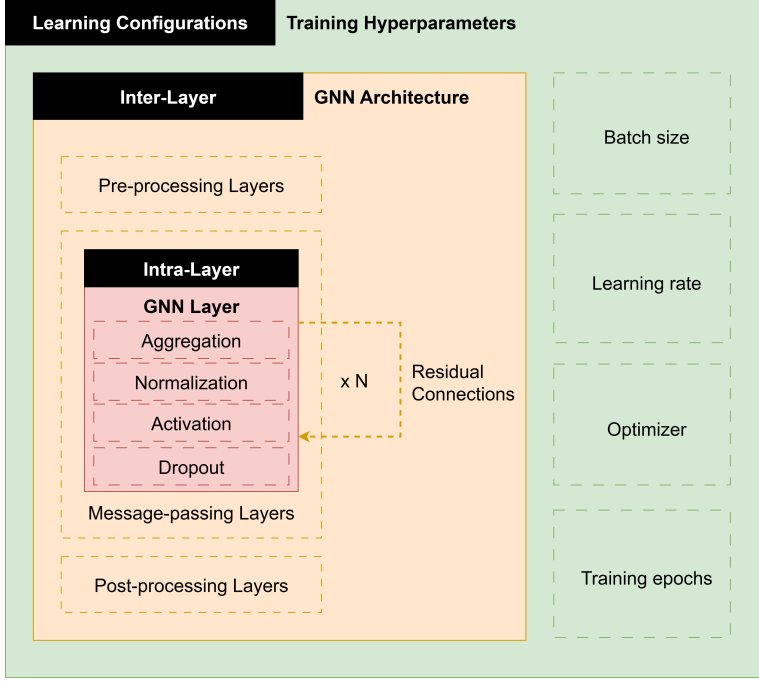 Learning Configurations
Training Hyperparameters
Inter-Layer
GNN Architecture
Pre-processing Layers
Intra-Layer
GNN Layer
Aggregation
Normalization
Activation
Dropout
Message-passing Layers
x N
Residual
Connections
Post-processing Layers
Batch size
Learning rate
Optimizer
Training epochs